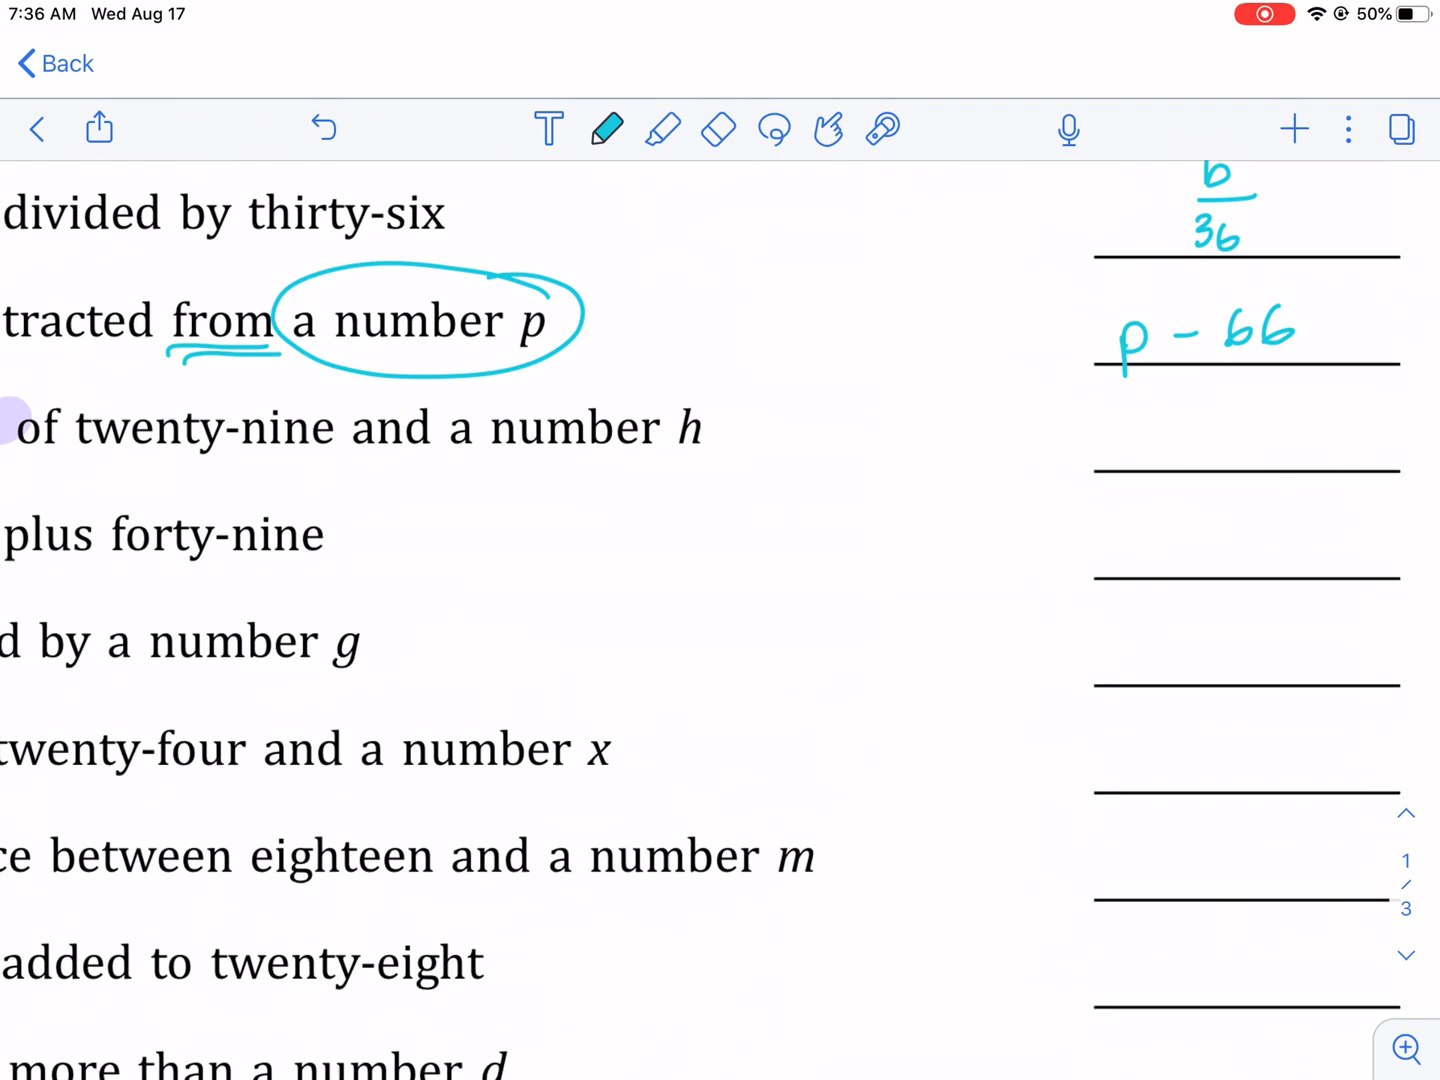 7:36 AM Wed Aug 17
50%
Back
T
divided by thirty-six
b
36
tracted from a number p
p - 66
of twenty-nine and a number h
plus forty-nine
d by a number g
twenty-four and a number x
ce between eighteen and a number m
1
/
3
added to twenty-eight
more than a number d